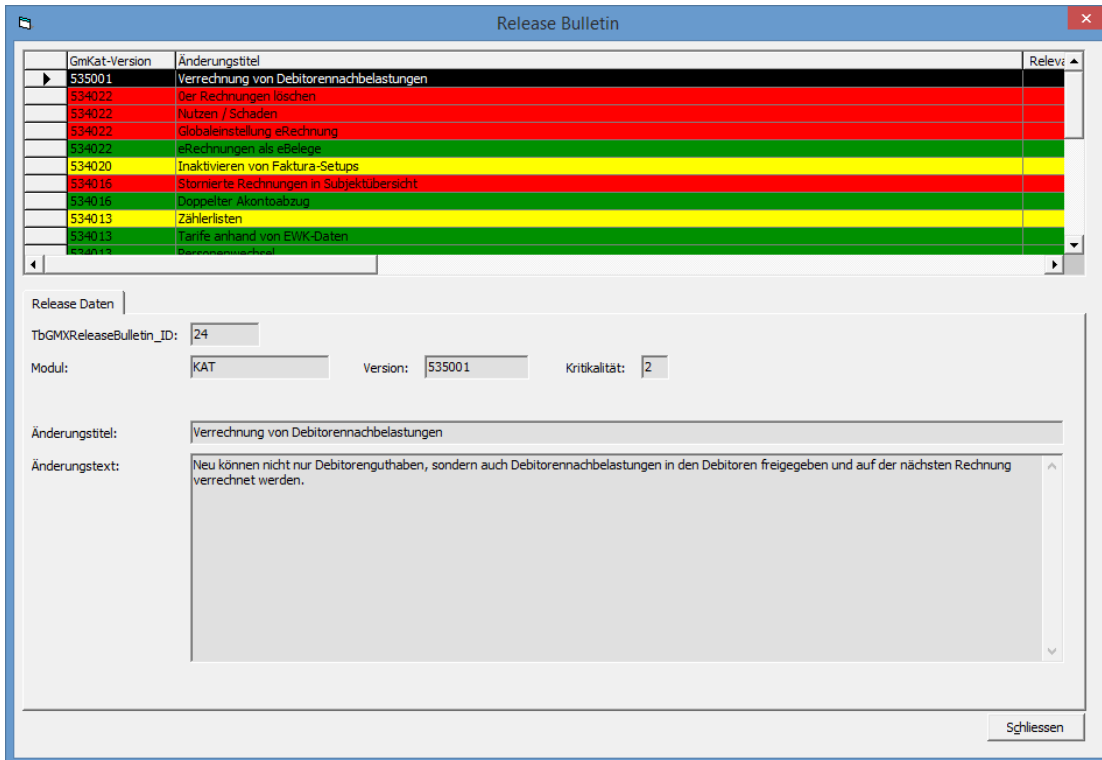 Release Bulletin
GmKat-Version Änderungstitel Releva
535001 Verrechnung von Debitorennachbelastungen
534022 0er Rechnungen löschen
534022 Nutzen / Schaden
534022 Globaleinstellung eRechnung
534022 eRechnungen als eBelege
534020 Inaktivieren von Faktura-Setups
534016 Stornierte Rechnungen in Subjektübersicht
534016 Doppelter Akontoabzug
534013 Zählerlisten
534013 Tarife anhand von EWK-Daten
534013 Personenwechsel
Release Daten
TbGMXReleaseBulletin_ID: 24
Modul: KAT Version: 535001 Kritikalität: 2
Änderungstitel: Verrechnung von Debitorennachbelastungen
Änderungstext: Neu können nicht nur Debitorenguthaben, sondern auch Debitorennachbelastungen in den Debitoren freigegeben und auf der nächsten Rechnung
verrechnet werden.
Schliessen